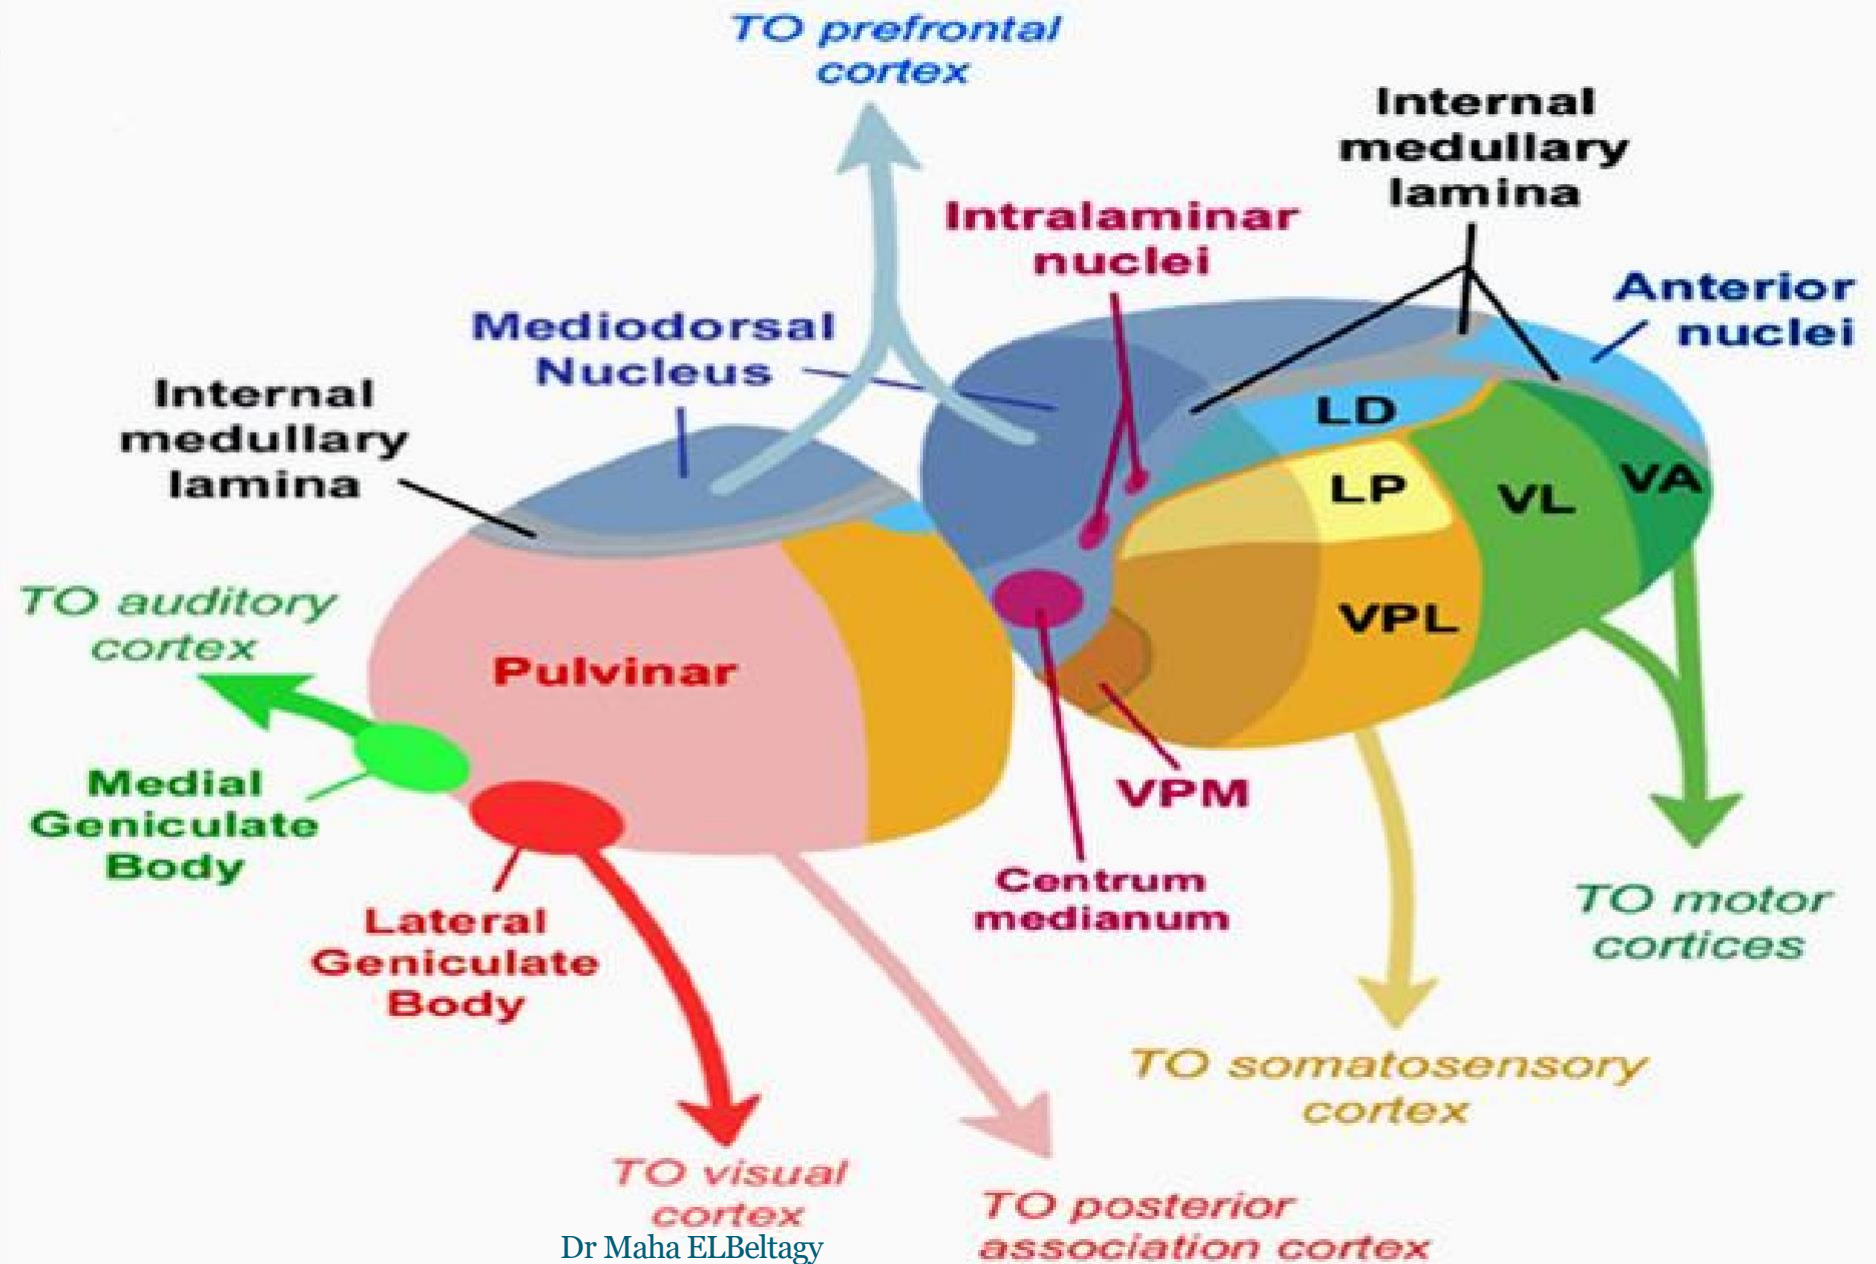 TO prefrontal
cortex
Internal
medullary
lamina
Intralaminar
nuclei
Anterior
nuclei
Mediodorsal
Nucleus
Internal
medullary
lamina
LD
LP
VL
VA
VPL
TO auditory
cortex
Pulvinar
Medial
Geniculate
Body
VPM
Centrum
medianum
Lateral
Geniculate
Body
TO motor
cortices
TO somatosensory
cortex
TO visual
cortex
TO posterior
association cortex
Dr Maha ELBeltagy